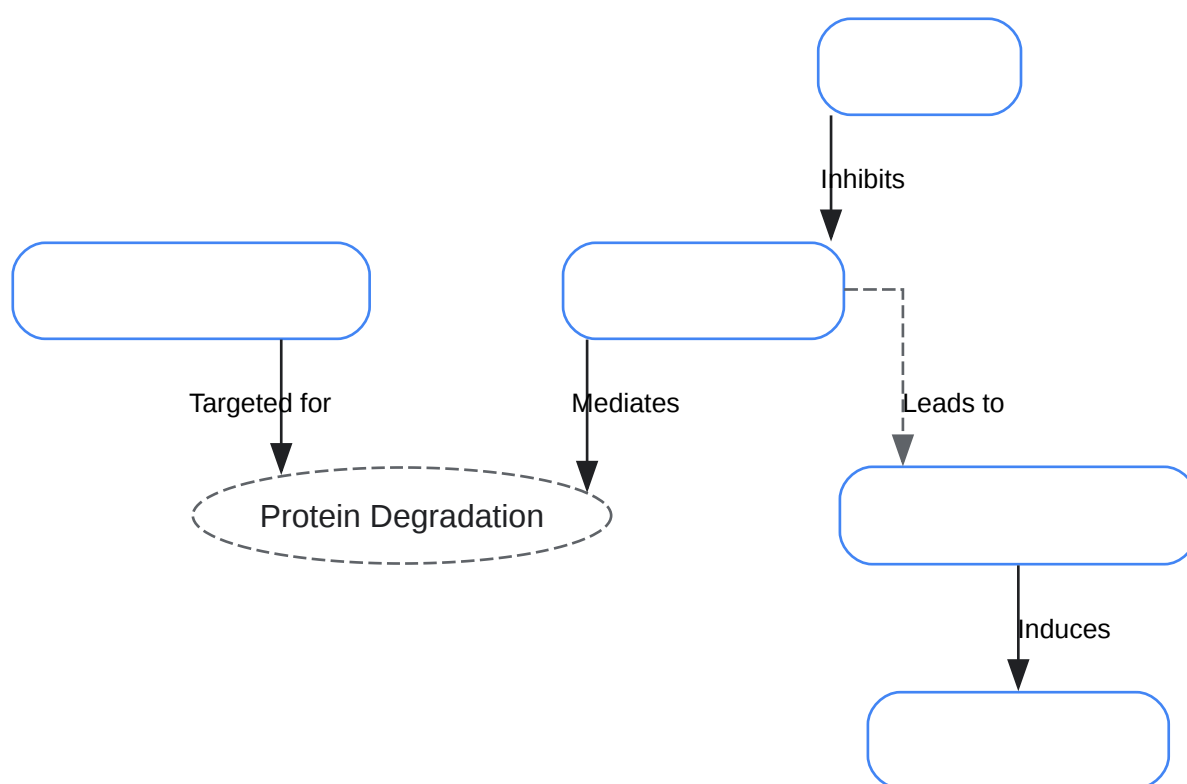 Inhibits
Targeted for
Mediates
Leads to
Protein Degradation
Induces